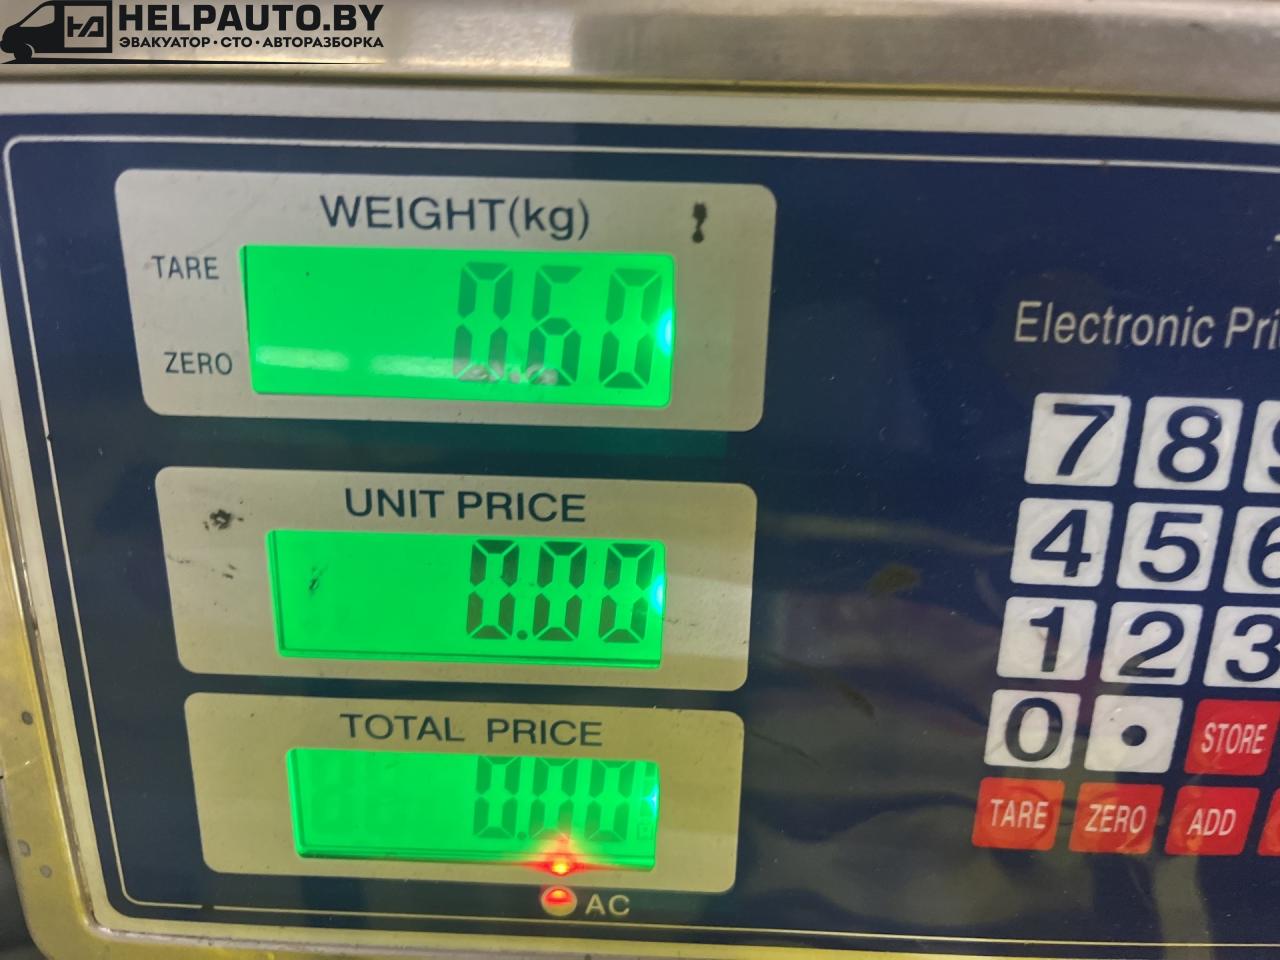 HELPAUTO.BY
ЭВАКУАТОР·СТО·АВТОРАЗБОРКА
WEIGHT(kg)
TARE
0.60
ZERO
Electronic
UNIT PRICE
0.00
TOTAL PRICE
0.00
AC
7 8 9
4 5 6
1 2 3
0 • STORE
TARE ZERO ADD